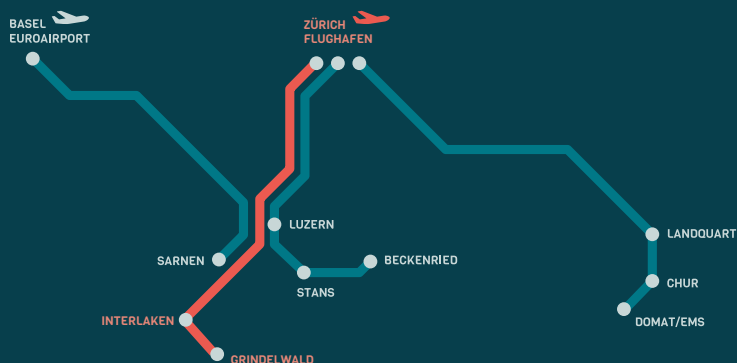 BASEL
EUROAIRPORT
ZÜRICH
FLUGHAFEN
LUZERN
LANDQUART
SARNEN
BECKENRIED
STANS
CHUR
INTERLAKEN
DOMAT/EMS
GRINDELWALD